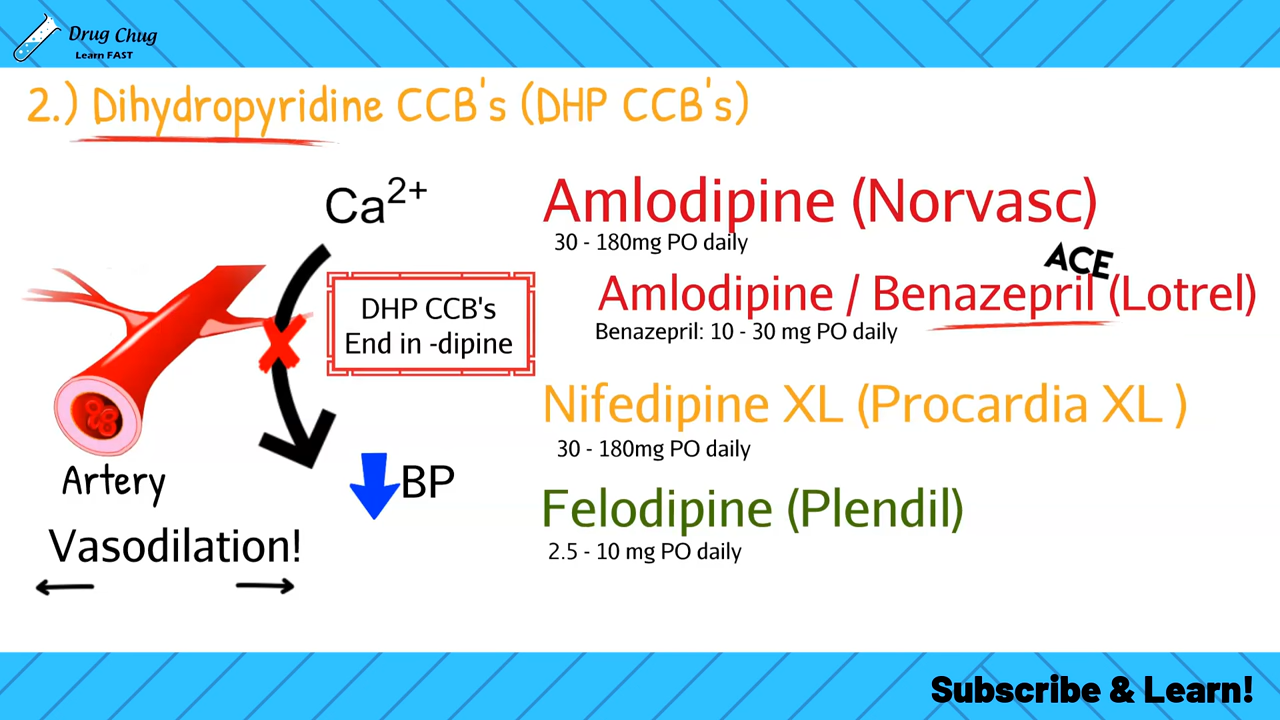 Drug Chug
Learn FAST
2.) Dihydropyridine CCB's (DHP CCB's)
Ca2+
DHP CCB's
End in -dipine
Artery
BP
Vasodilation!
Amlodipine (Norvasc)
30 - 180mg PO daily
ACE
Amlodipine / Benazepril (Lotrel)
Benazepril: 10 - 30 mg PO daily
Nifedipine XL (Procardia XL )
30 - 180mg PO daily
Felodipine (Plendil)
2.5 - 10 mg PO daily
Subscribe & Learn!